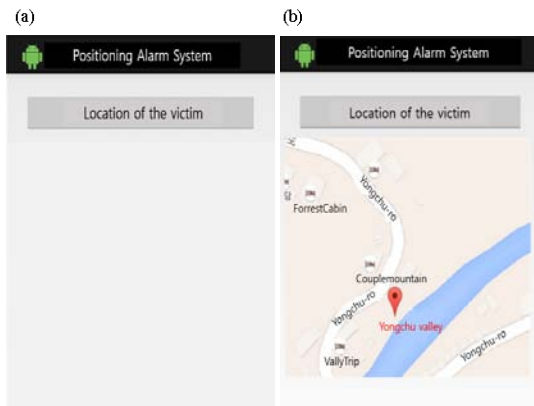 (a)
Positioning Alarm System
Location of the victim
(b)
Positioning Alarm System
Location of the victim
Yongchu-ro
ForrestCabin
Couplemountain
Yongchu-ro
Yongchu valley
Yongchu-ro
VallyTrip